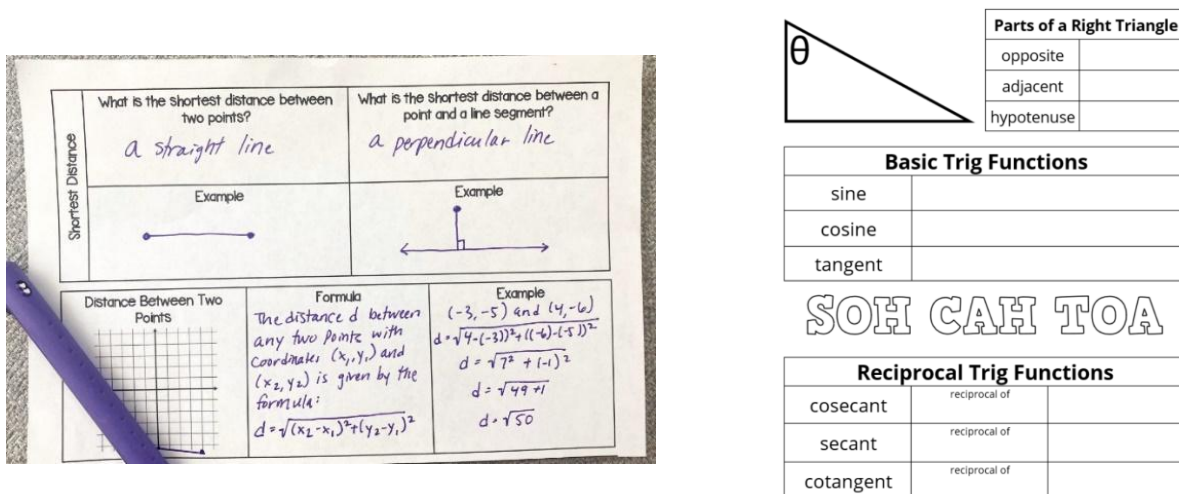 Shortest Distance
What is the shortest distance between
two points?
a straight line
Example
What is the shortest distance between a
point and a line segment?
a perpendicular line
Example
Distance Between Two
Points
Formula
The distance d between
any two points with
coordinates (x₁,y₁) and
(x₂,y₂) is given by the
formula:
d=√(x₂-x₁)²+(y₂-y₁)²
Example
(-3,-5) and (4,-6)
d=√4-(-3))²+((-6)-(-5))²
d=√7²+(-1)²
d=√49+1
d=√50
θ
Parts of a Right Triangle
opposite
adjacent
hypotenuse
Basic Trig Functions
sine
cosine
tangent
SOH CAH TOA
Reciprocal Trig Functions
cosecant reciprocal of
secant reciprocal of
cotangent reciprocal of